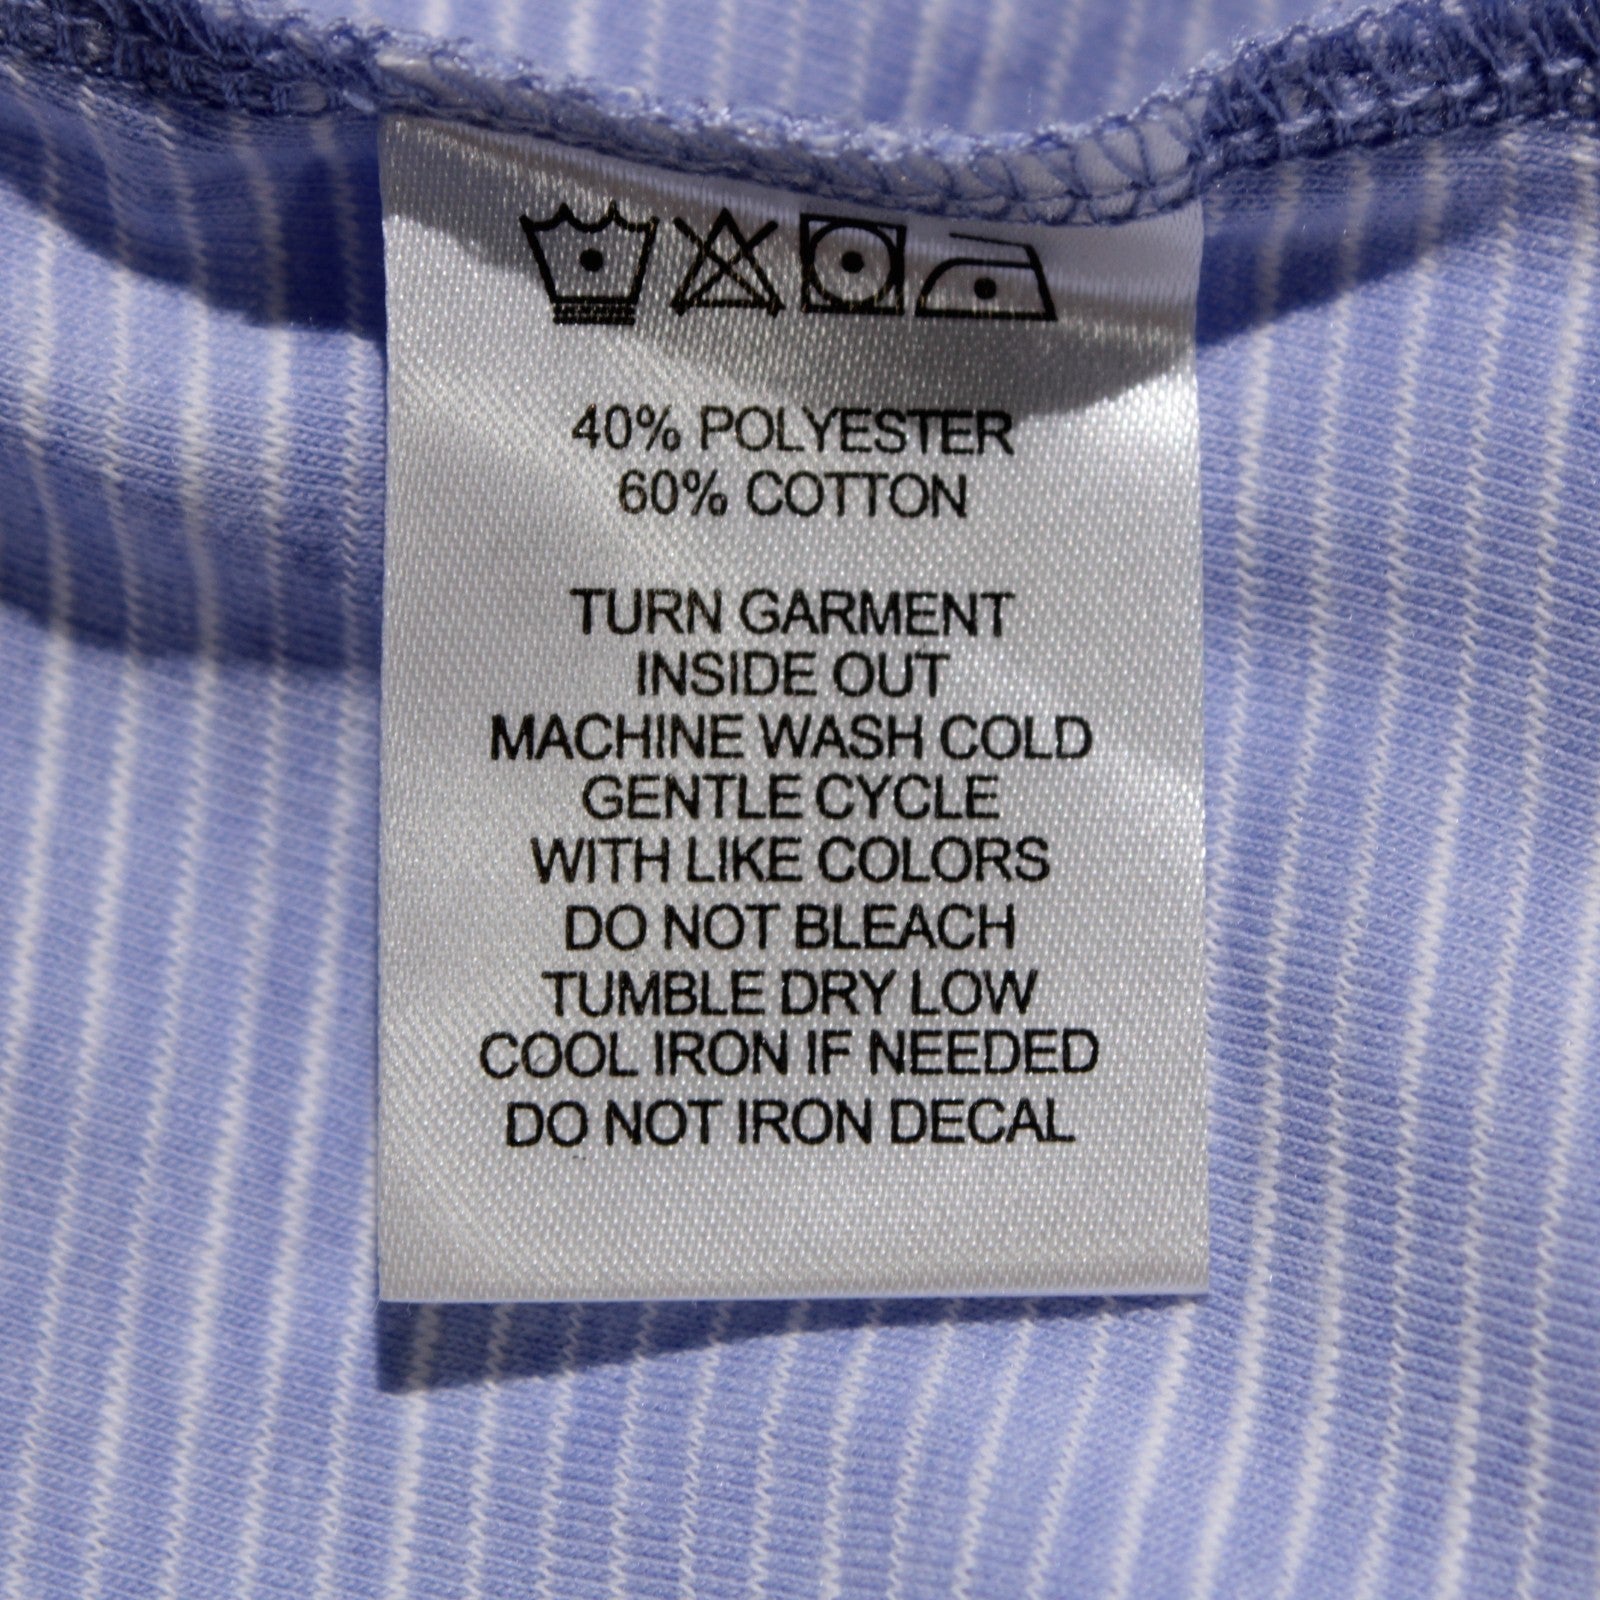 40% POLYESTER
60% COTTON
TURN GARMENT
INSIDE OUT
MACHINE WASH COLD
GENTLE CYCLE
WITH LIKE COLORS
DO NOT BLEACH
TUMBLE DRY LOW
COOL IRON IF NEEDED
DO NOT IRON DECAL